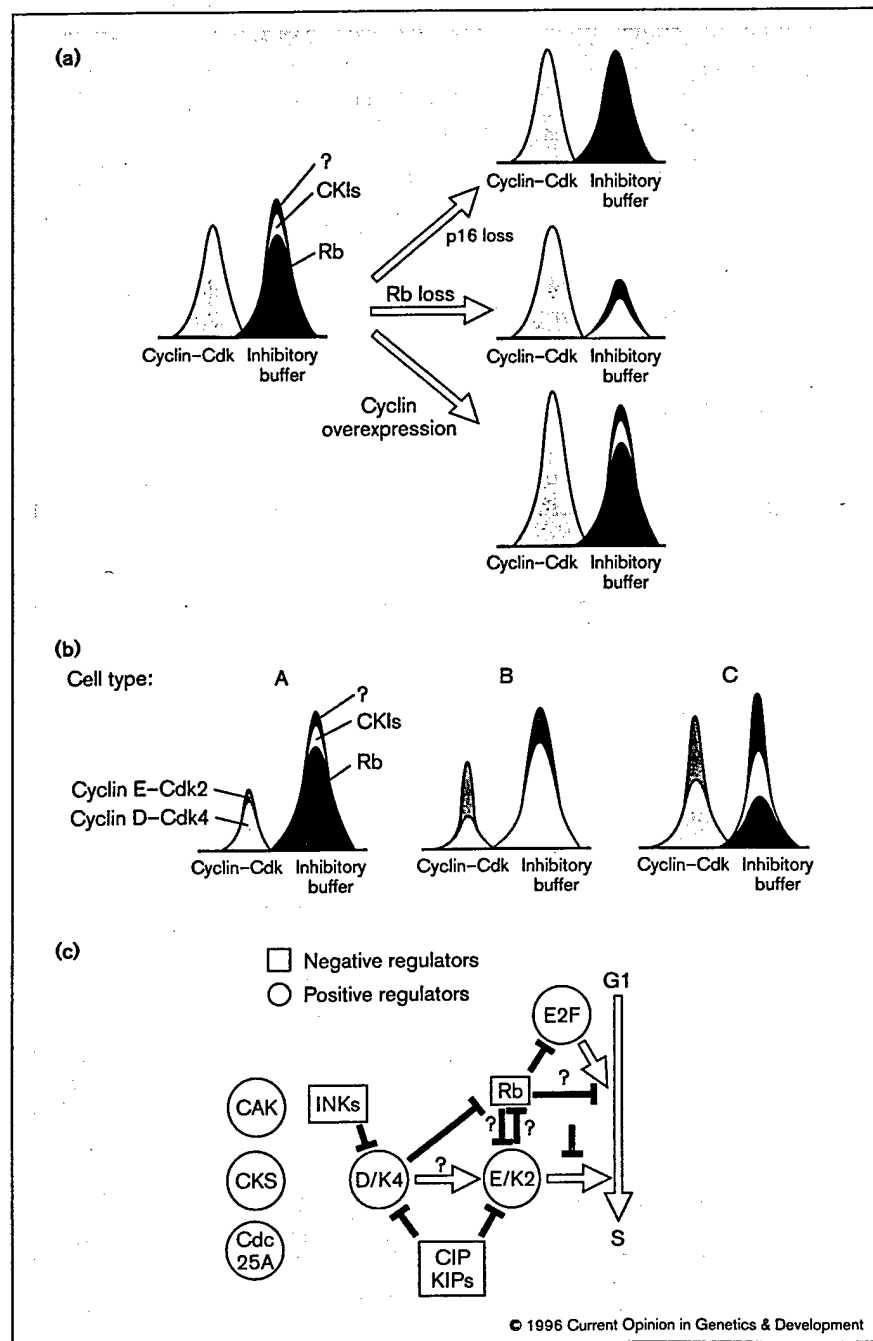 (a)
?
CKIs
Rb
Cyclin–Cdk Inhibitory
buffer
p16 loss
Cyclin–Cdk Inhibitory
buffer
Rb loss
Cyclin–Cdk Inhibitory
buffer
Cyclin
overexpression
Cyclin–Cdk Inhibitory
buffer
(b)
Cell type: A B C
?
CKIs
Rb
Cyclin E–Cdk2
Cyclin D–Cdk4
Cyclin–Cdk Inhibitory
buffer
Cyclin–Cdk Inhibitory
buffer
Cyclin–Cdk Inhibitory
buffer
(c)
Negative regulators
Positive regulators
G1
E2F
?
Rb
CAK
INKs
? ?
CKS
D/K4
?
E/K2
Cdc
25A
CIP
KIPs
S
© 1996 Current Opinion in Genetics & Development